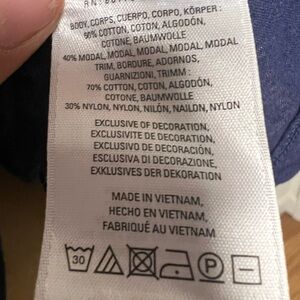 BODY, CORPS, CUERPO, CORPO, KÖRPER:
60% COTTON, COTON, ALGODÓN,
COTONE, BAUMWOLLE
40% MODAL, MODAL, MODAL, MODAL, MODAL
TRIM, BORDURE, ADORNOS,
GUARNIZIONI, TRIMM:
70% COTTON, COTON, ALGODÓN,
COTONE, BAUMWOLLE
30% NYLON, NYLON, NILÓN, NAILON, NYLON
EXCLUSIVE OF DECORATION,
EXCLUSIVITE DE DECORATION,
EXCLUSIVO DE DECORACIÓN,
ESCLUSIVA DI DECORAZIONE,
EXKLUSIVES DER DEKORATION
MADE IN VIETNAM,
HECHO EN VIETNAM,
FABRIQUÉ AU VIETNAM
30 P